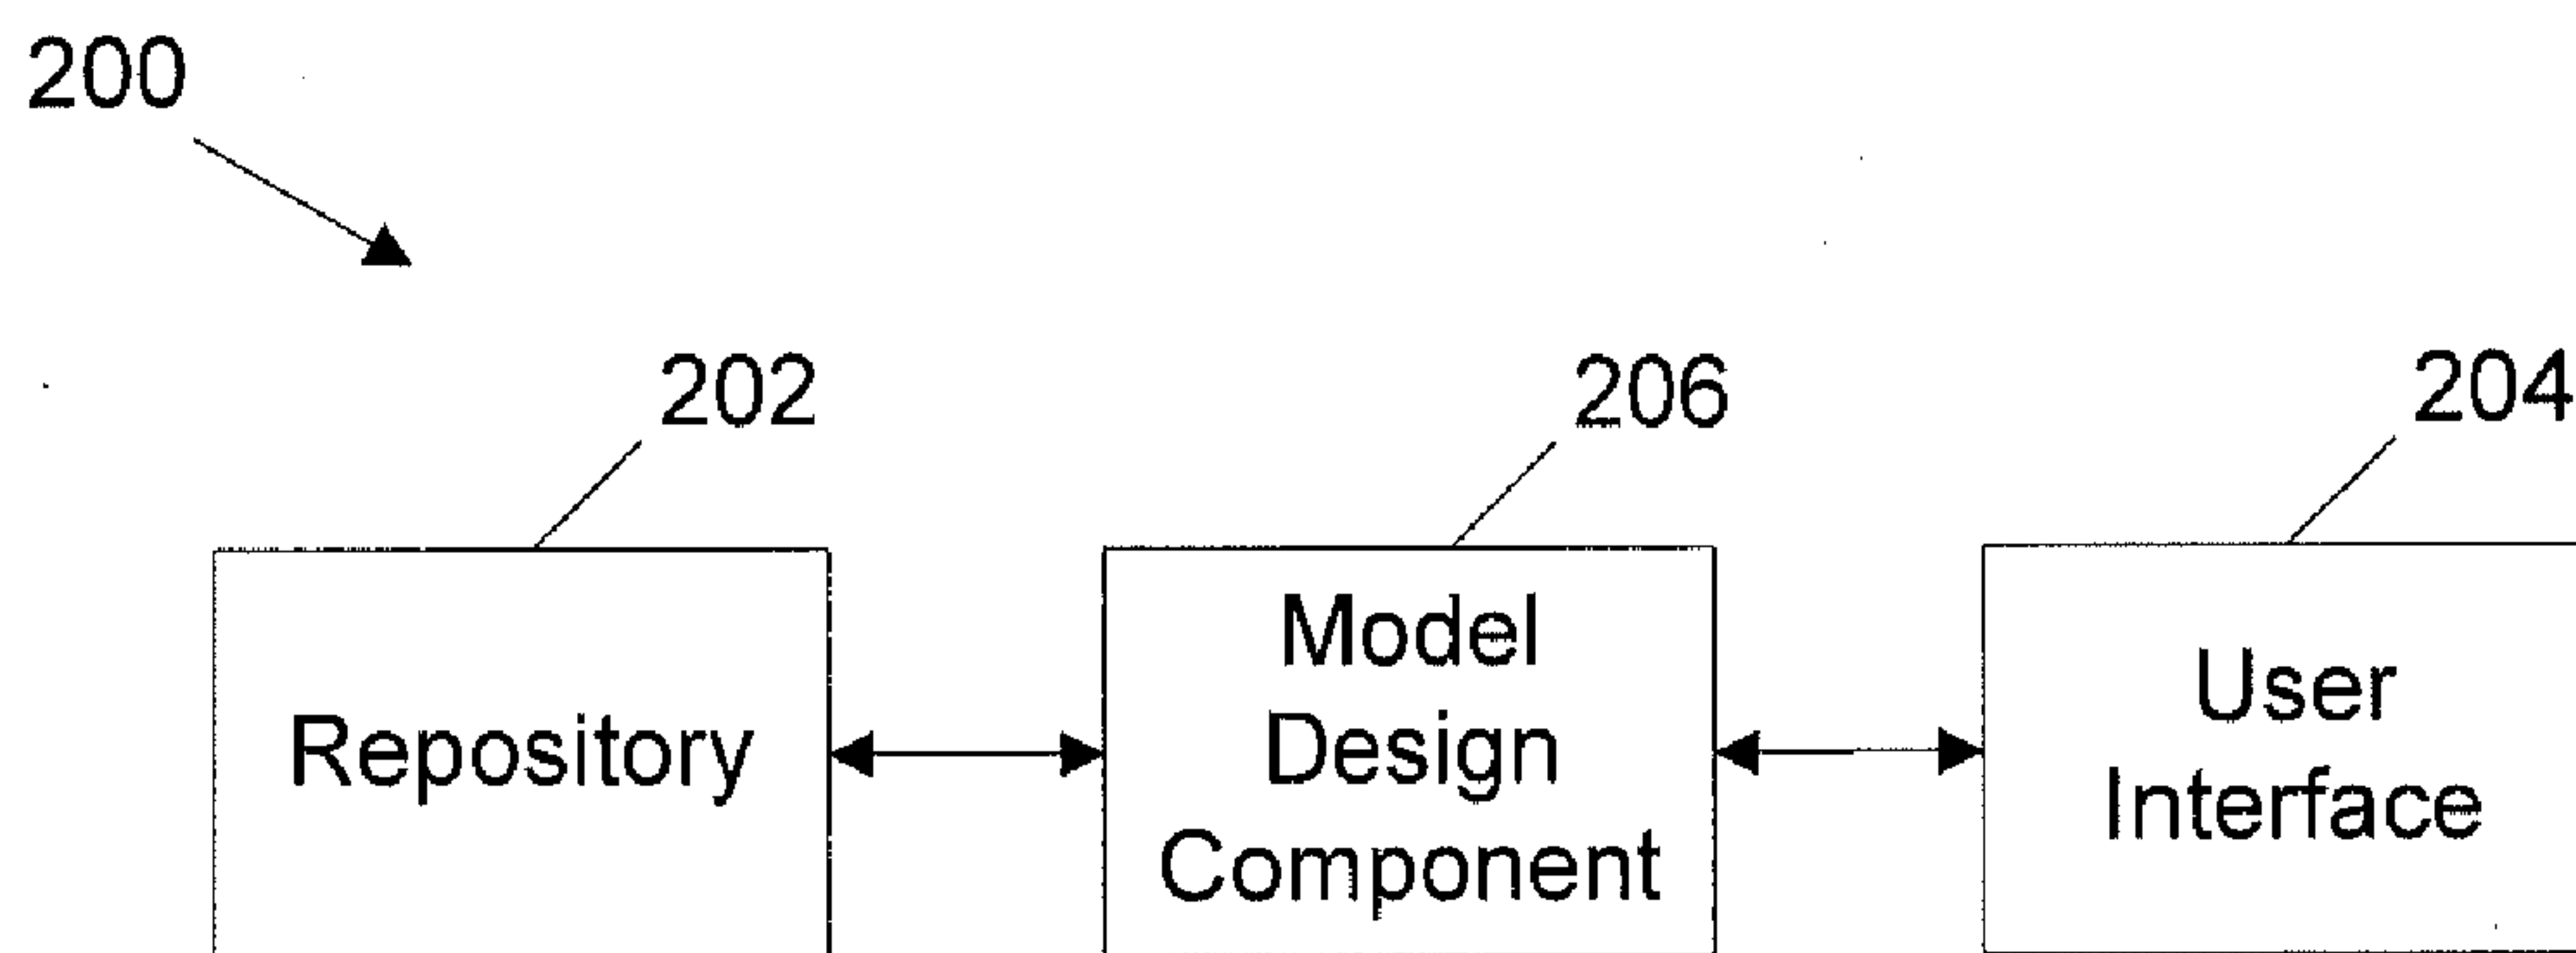 200
202
206
204
Repository
Model
Design
Component
User
Interface